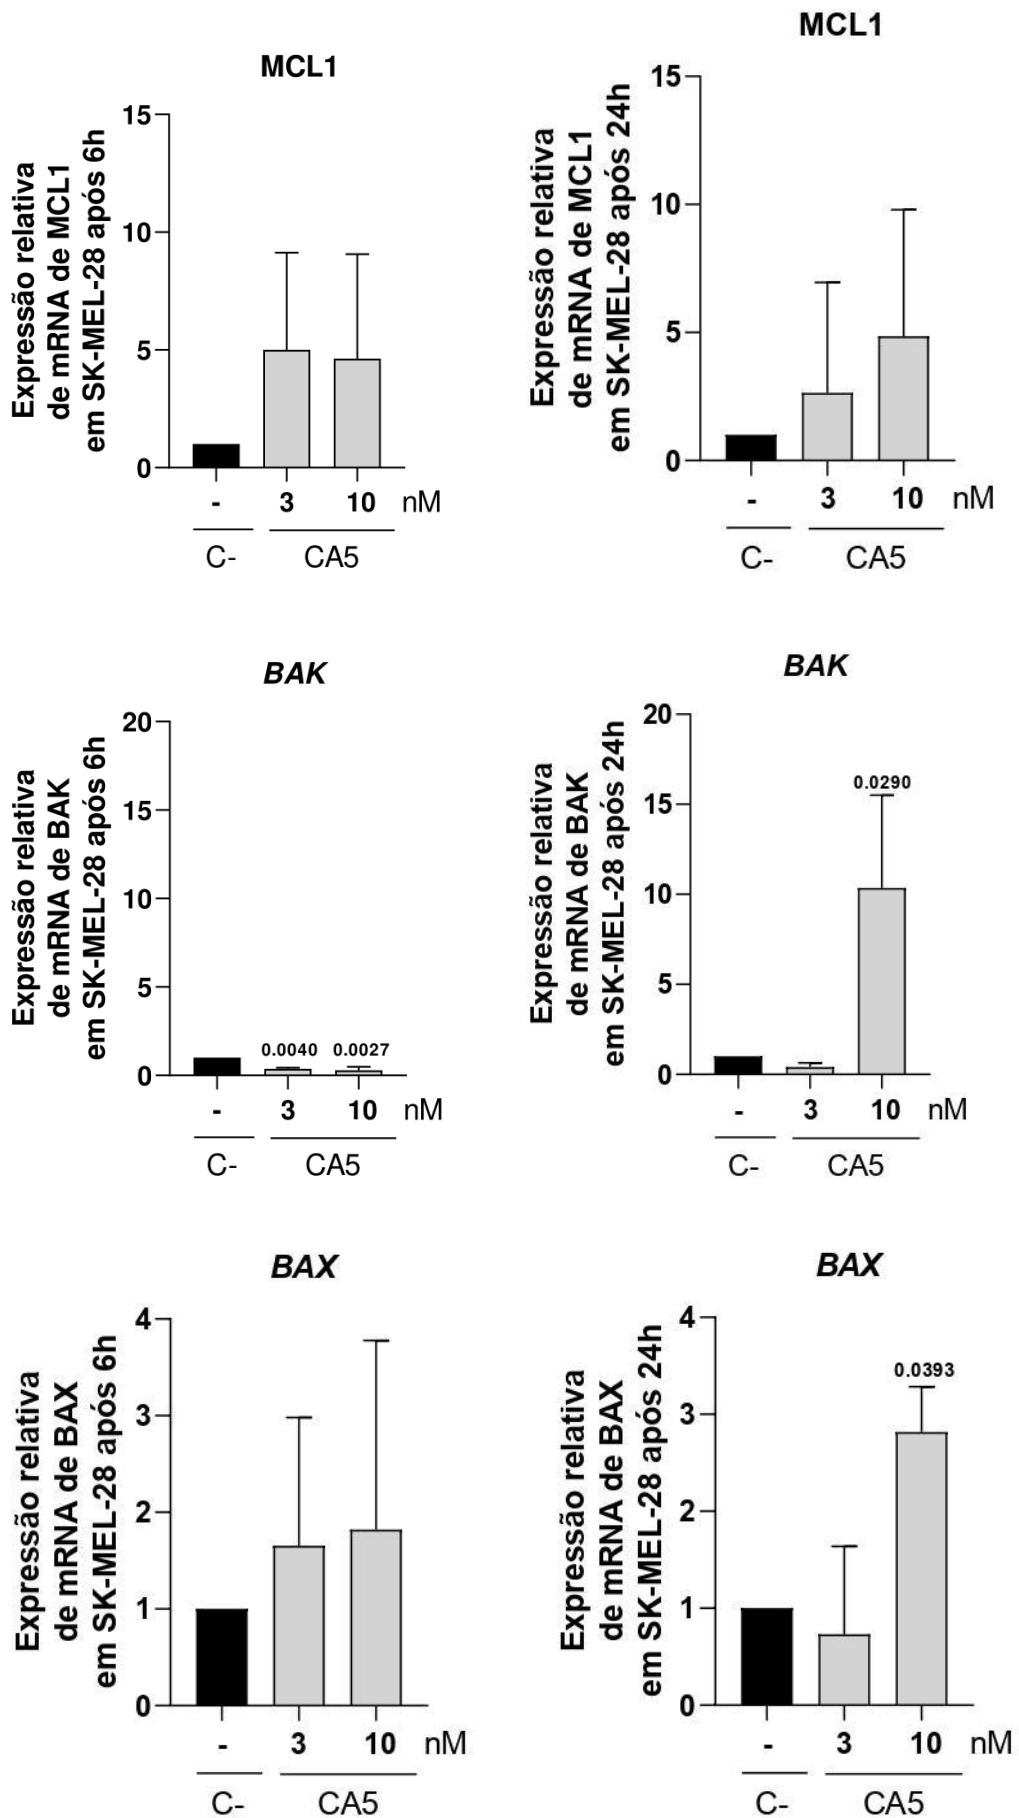 MCL1
Expressão relativa
de mRNA de MCL1
em SK-MEL-28 após 6h
15
10
5
0
- 3 10 nM
C- CA5
MCL1
Expressão relativa
de mRNA de MCL1
em SK-MEL-28 após 24h
15
10
5
0
- 3 10 nM
C- CA5
BAK
Expressão relativa
de mRNA de BAK
em SK-MEL-28 após 6h
20
15
10
5
0
0.0040 0.0027
- 3 10 nM
C- CA5
BAK
Expressão relativa
de mRNA de BAK
em SK-MEL-28 após 24h
20
15
10
5
0
0.0290
- 3 10 nM
C- CA5
BAX
Expressão relativa
de mRNA de BAX
em SK-MEL-28 após 6h
4
3
2
1
0
- 3 10 nM
C- CA5
BAX
Expressão relativa
de mRNA de BAX
em SK-MEL-28 após 24h
4
3
2
1
0
0.0393
- 3 10 nM
C- CA5